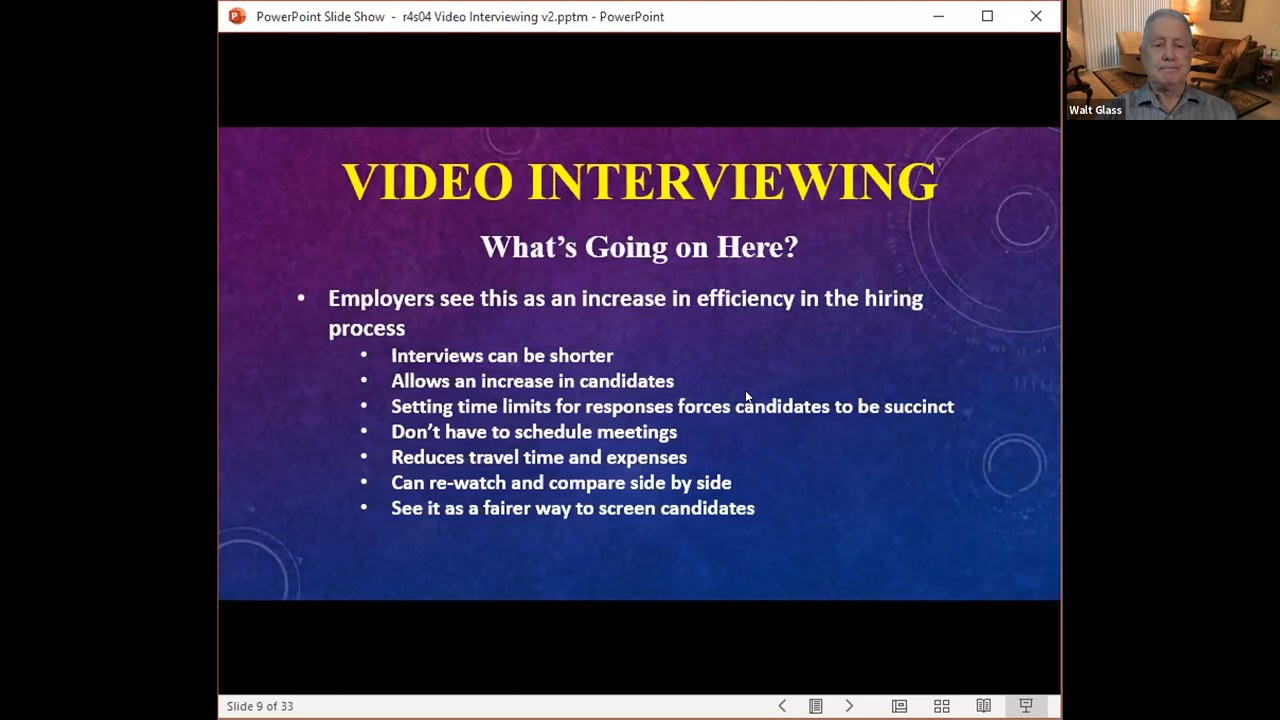 PowerPoint Slide Show - r4s04 Video Interviewing v2.pptm - PowerPoint
Walt Glass
VIDEO INTERVIEWING
What's Going on Here?
• Employers see this as an increase in efficiency in the hiring
process
• Interviews can be shorter
• Allows an increase in candidates
• Setting time limits for responses forces candidates to be succinct
• Don't have to schedule meetings
• Reduces travel time and expenses
• Can re-watch and compare side by side
• See it as a fairer way to screen candidates
Slide 9 of 33